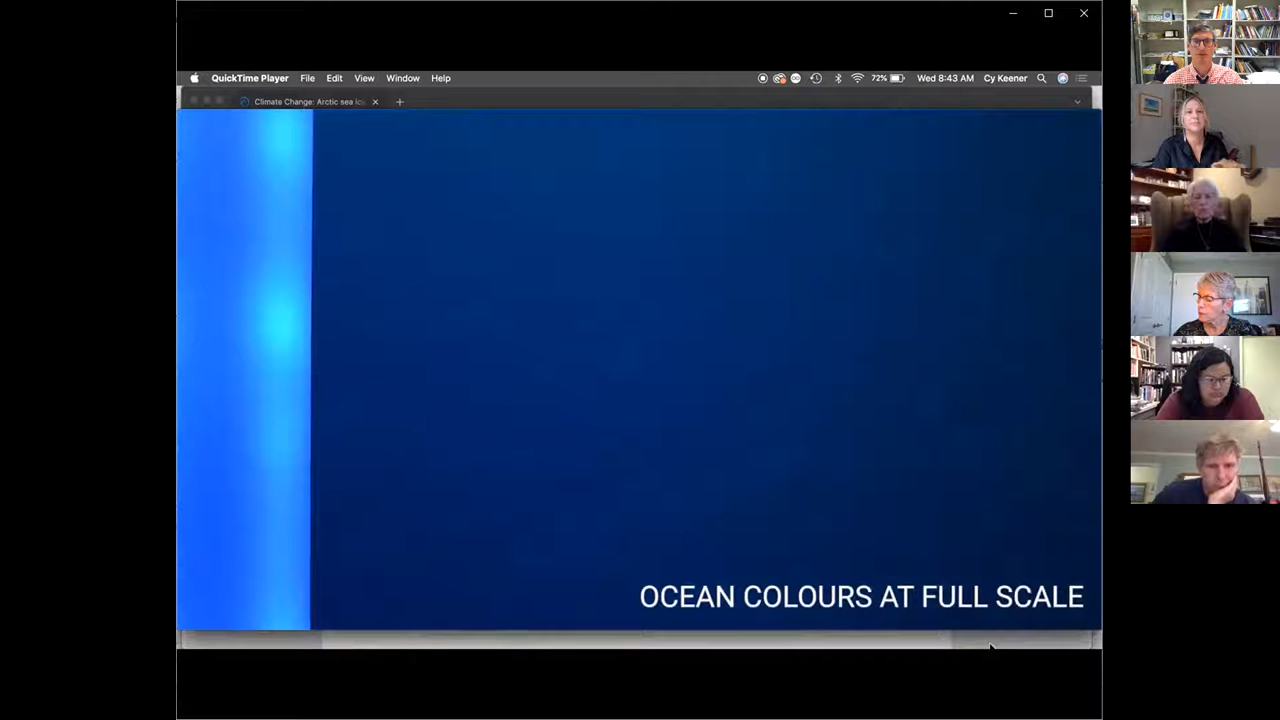 QuickTime Player File Edit View Window Help 72% Wed 8:43 AM Cy Keener
Climate Change: Arctic sea ic
OCEAN COLOURS AT FULL SCALE